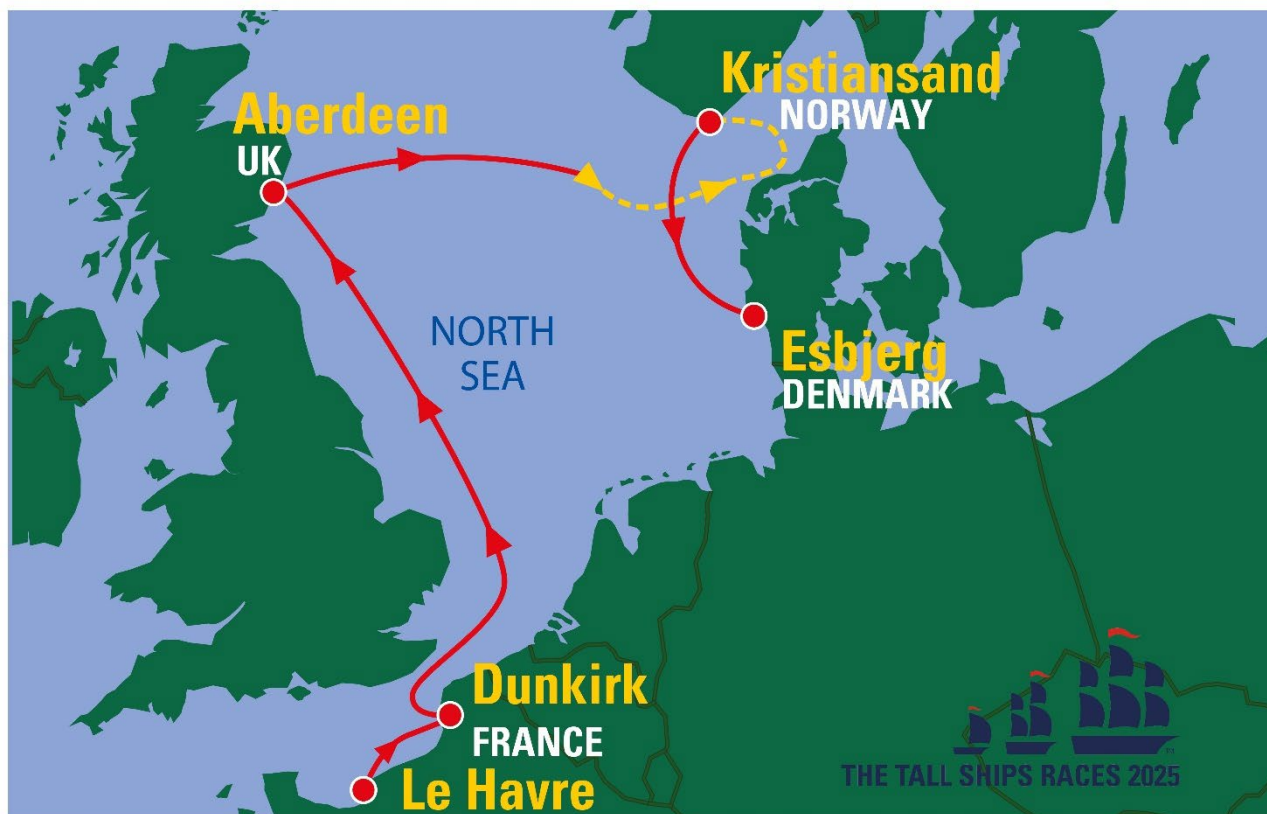 Kristiansand
NORWAY
Aberdeen
UK
NORTH
SEA
Esbjerg
DENMARK
Dunkirk
FRANCE
Le Havre
THE TALL SHIPS RACES 2025